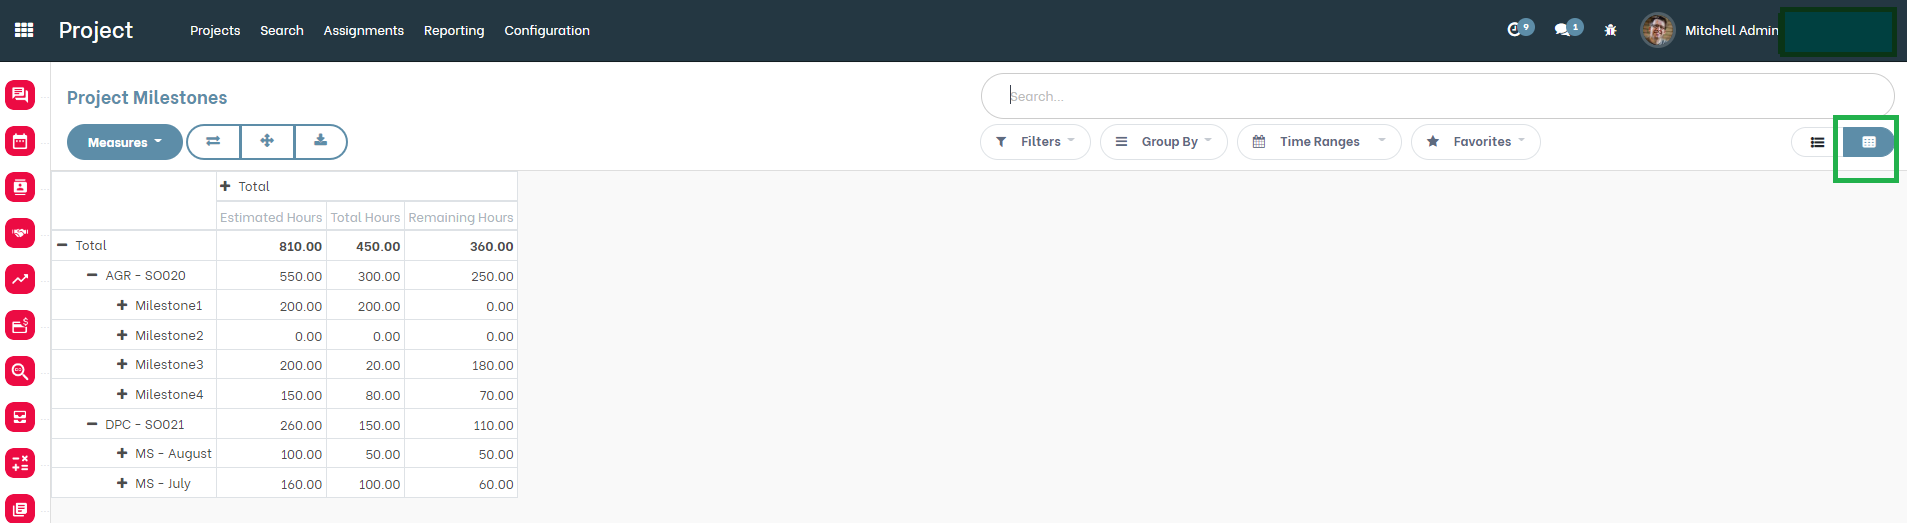 Project Projects Search Assignments Reporting Configuration 9 1 Mitchell Admin
Project Milestones
Search...
Measures
Filters Group By Time Ranges Favorites
Total
Estimated Hours Total Hours Remaining Hours
Total 810.00 450.00 360.00
AGR - SO020 550.00 300.00 250.00
Milestone1 200.00 200.00 0.00
Milestone2 0.00 0.00 0.00
Milestone3 200.00 20.00 180.00
Milestone4 150.00 80.00 70.00
DPC - SO021 260.00 150.00 110.00
MS - August 100.00 50.00 50.00
MS - July 160.00 100.00 60.00